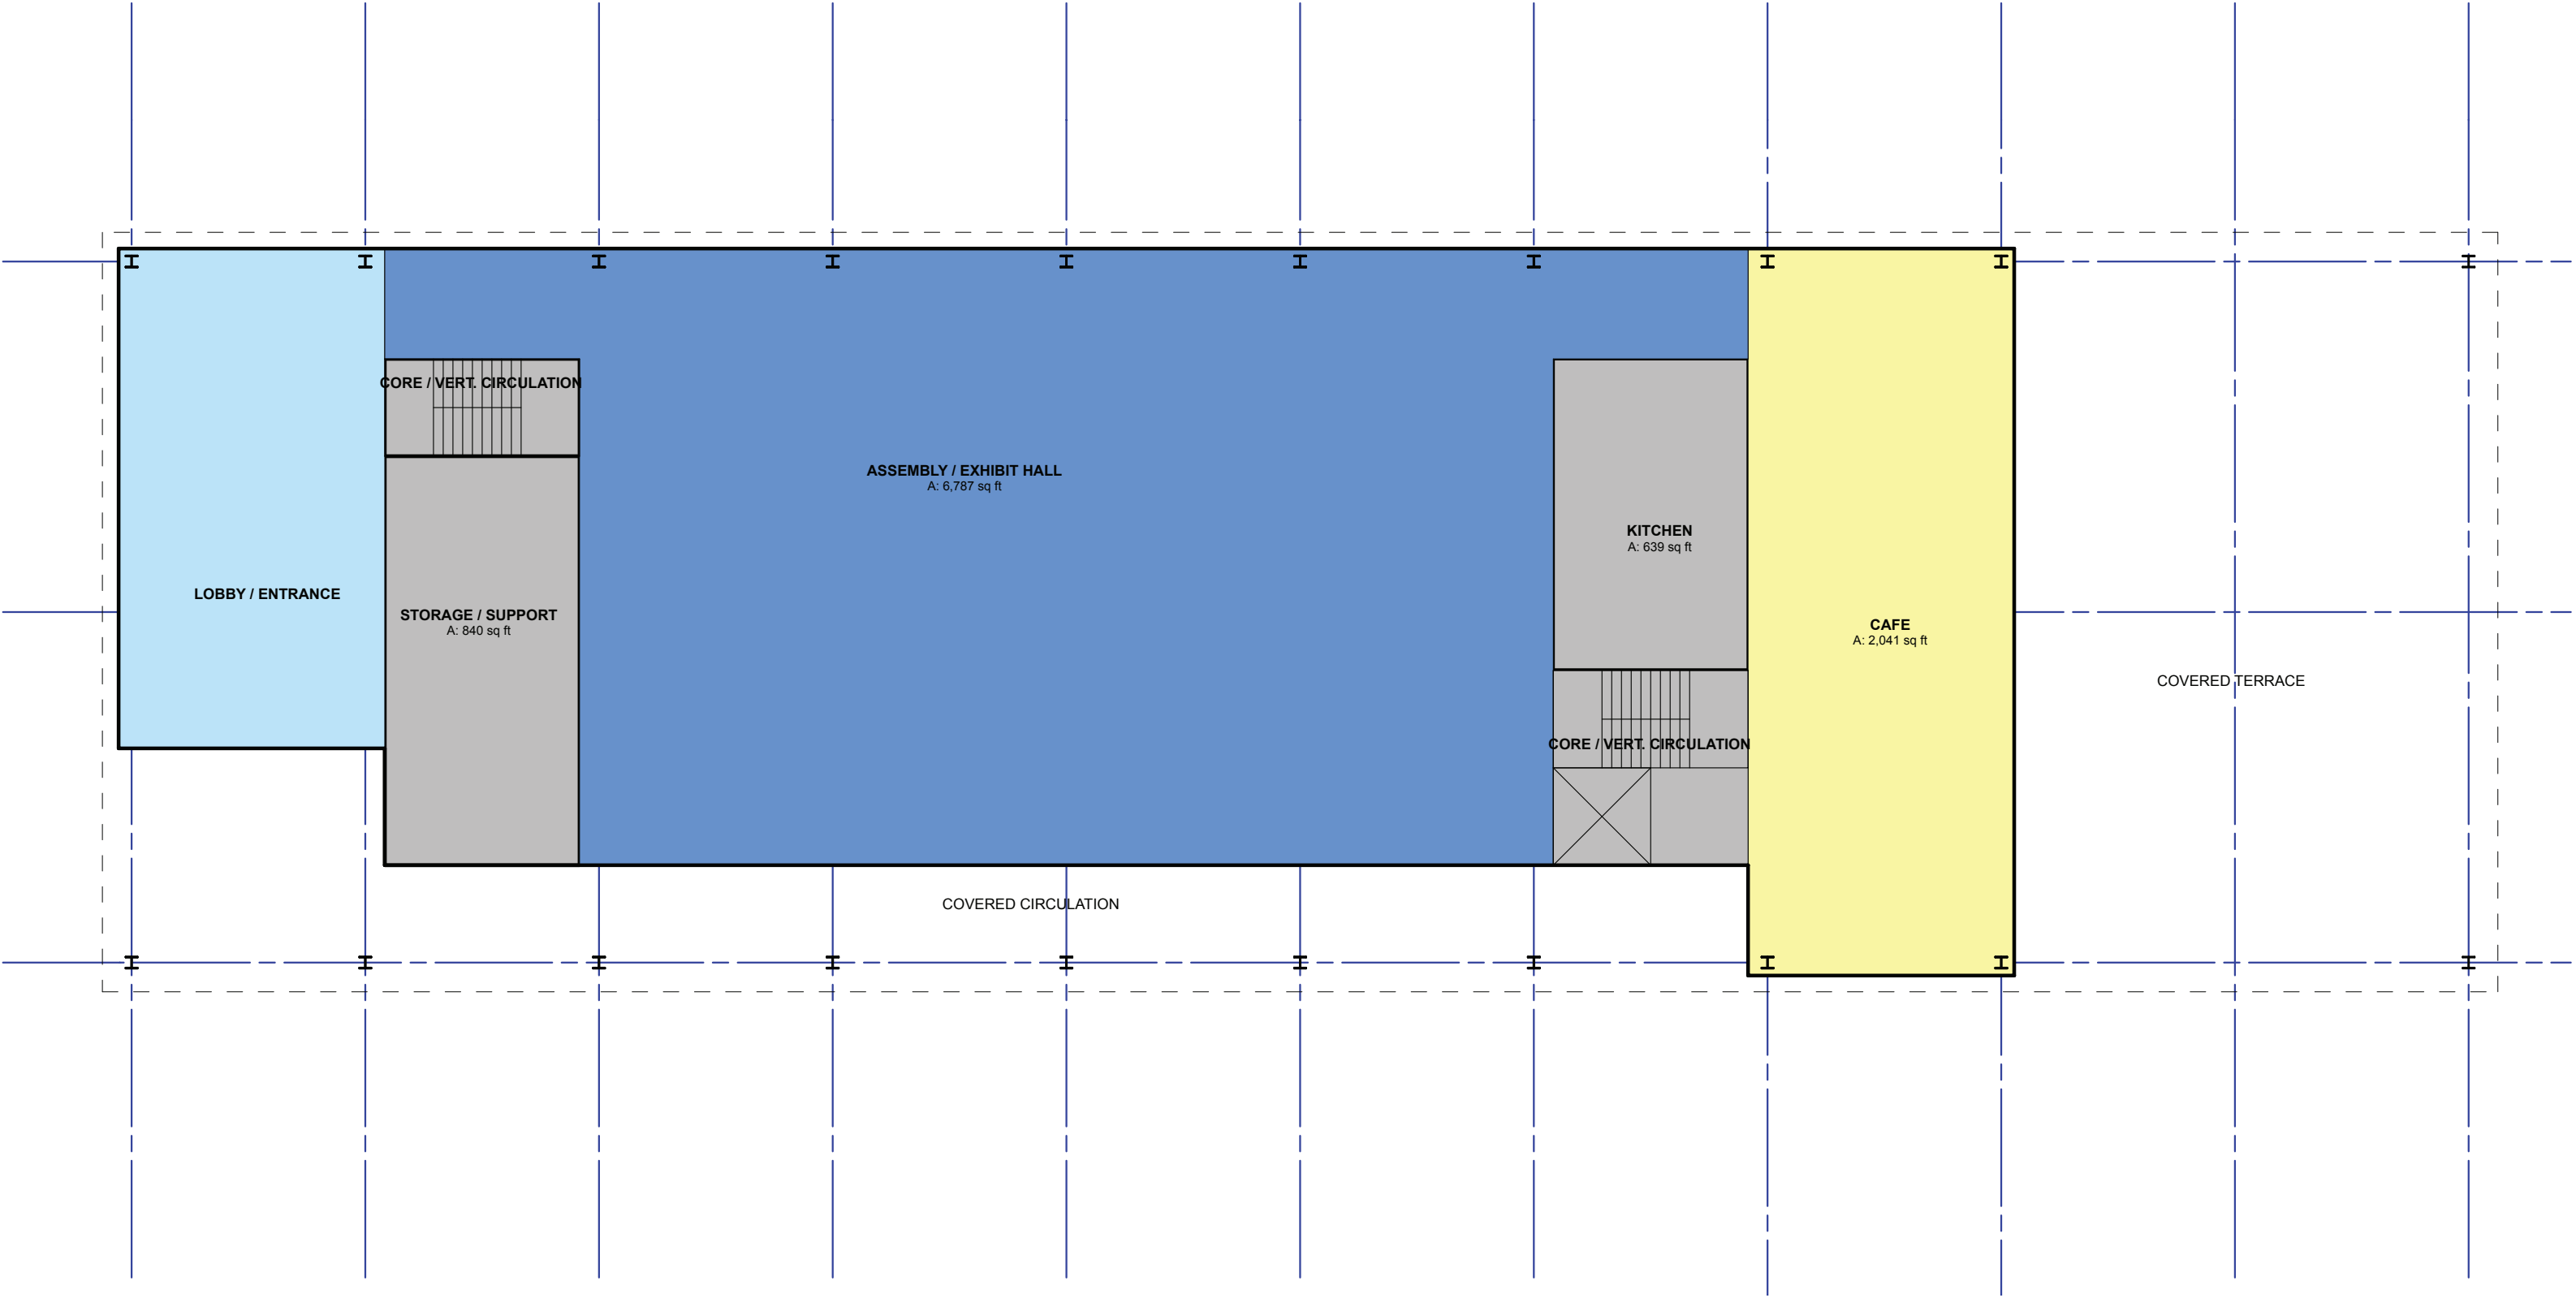 CORE / VERT. CIRCULATION
ASSEMBLY / EXHIBIT HALL
A: 6,787 sq ft
KITCHEN
A: 639 sq ft
LOBBY / ENTRANCE
STORAGE / SUPPORT
A: 840 sq ft
CAFE
A: 2,041 sq ft
COVERED TERRACE
CORE / VERT. CIRCULATION
COVERED CIRCULATION